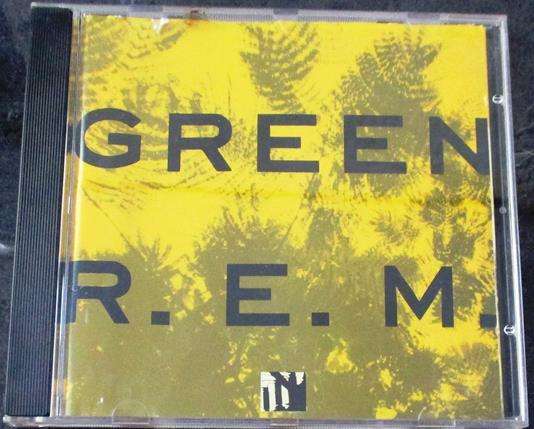 GREEN
R. E. M.